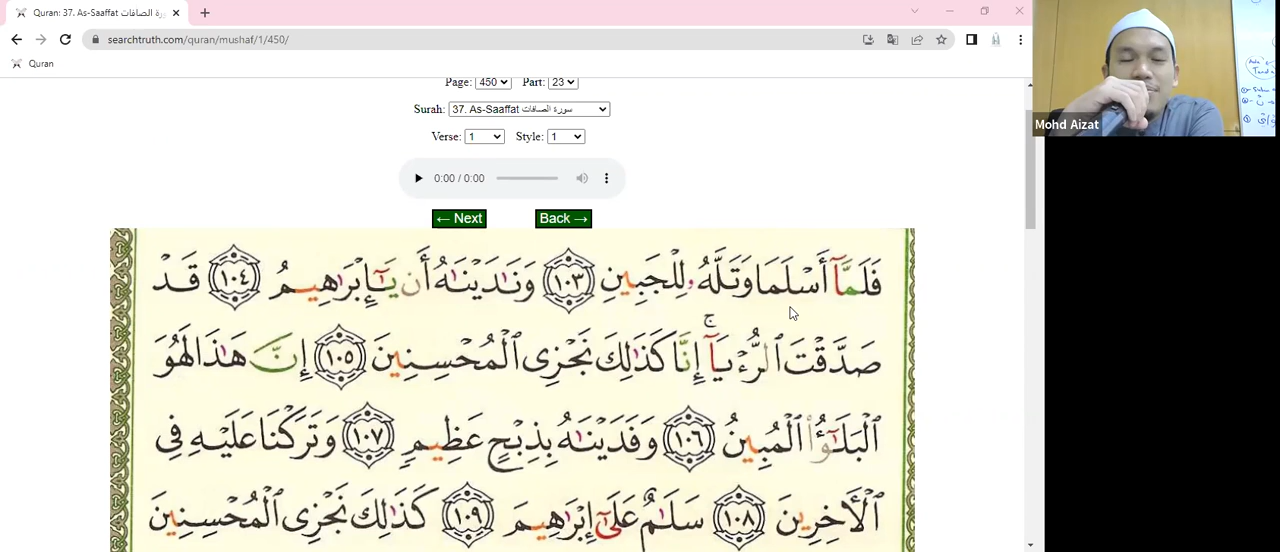 Quran: 37. As-Saaffat سورة الصافات
searchtruth.com/quran/mushaf/1/450/
Quran
Page: 450 Part: 23
Surah: 37. As-Saaffat سورة الصافات
Verse: 1 Style: 1
0:00 / 0:00
← Next Back →
فَلَمَّآ أَسْلَمَا وَتَلَّهُۥ لِلْجَبِينِ ١٠٣ وَنَٰدَيْنَٰهُ أَن يَٰٓإِبْرَٰهِيمُ ١٠٤ قَدْ
صَدَّقْتَ ٱلرُّءْيَآ ۚ إِنَّا كَذَٰلِكَ نَجْزِى ٱلْمُحْسِنِينَ ١٠٥ إِنَّ هَٰذَا لَهُوَ
ٱلْبَلَٰٓؤُا۟ ٱلْمُبِينُ ١٠٦ وَفَدَيْنَٰهُ بِذِبْحٍ عَظِيمٍ ١٠٧ وَتَرَكْنَا عَلَيْهِ فِى
ٱلْأَخِرِينَ ١٠٨ سَلَٰمٌ عَلَىٰٓ إِبْرَٰهِيمَ ١٠٩ كَذَٰلِكَ نَجْزِى ٱلْمُحْسِنِينَ
Mohd Aizat